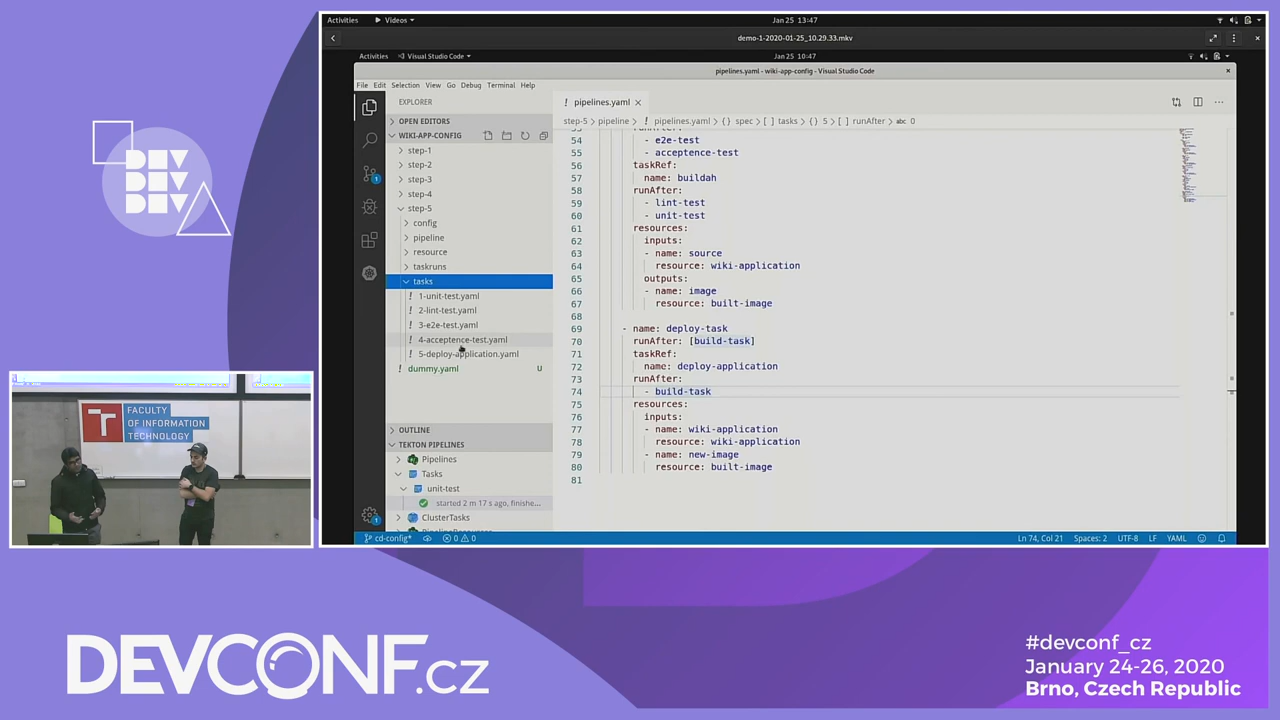 Activities
Videos
Jan 25 13:47
demo-1-2020-01-25_10.29.33.mkv
Activities
Visual Studio Code
Jan 25 10:47
pipelines.yaml - wiki-app-config - Visual Studio Code
File Edit Selection View Go Debug Terminal Help
EXPLORER
OPEN EDITORS
WIKI-APP-CONFIG
step-1
step-2
step-3
step-4
step-5
config
pipeline
resource
taskruns
tasks
! 1-unit-test.yaml
! 2-lint-test.yaml
! 3-e2e-test.yaml
! 4-acceptence-test.yaml
! 5-deploy-application.yaml
! dummy.yaml U
OUTLINE
TEKTON PIPELINES
Pipelines
Tasks
unit-test
started 2 m 17 s ago, finishe...
ClusterTasks
! pipelines.yaml
step-5 > pipeline > ! pipelines.yaml > {} spec > [ ] tasks > {} 5 > [ ] runAfter > abc 0
54 - e2e-test
55 - acceptence-test
56 taskRef:
57 name: buildah
58 runAfter:
59 - lint-test
60 - unit-test
61 resources:
62 inputs:
63 - name: source
64 resource: wiki-application
65 outputs:
66 - name: image
67 resource: built-image
68
69 - name: deploy-task
70 runAfter: [build-task]
71 taskRef:
72 name: deploy-application
73 runAfter:
74 - build-task
75 resources:
76 inputs:
77 - name: wiki-application
78 resource: wiki-application
79 - name: new-image
80 resource: built-image
81
cd-config* 0 0
Ln 74, Col 21 Spaces: 2 UTF-8 LF YAML
DEV
DEV
FACULTY
OF INFORMATION
TECHNOLOGY
DEVCONF.cz
#devconf_cz
January 24-26, 2020
Brno, Czech Republic